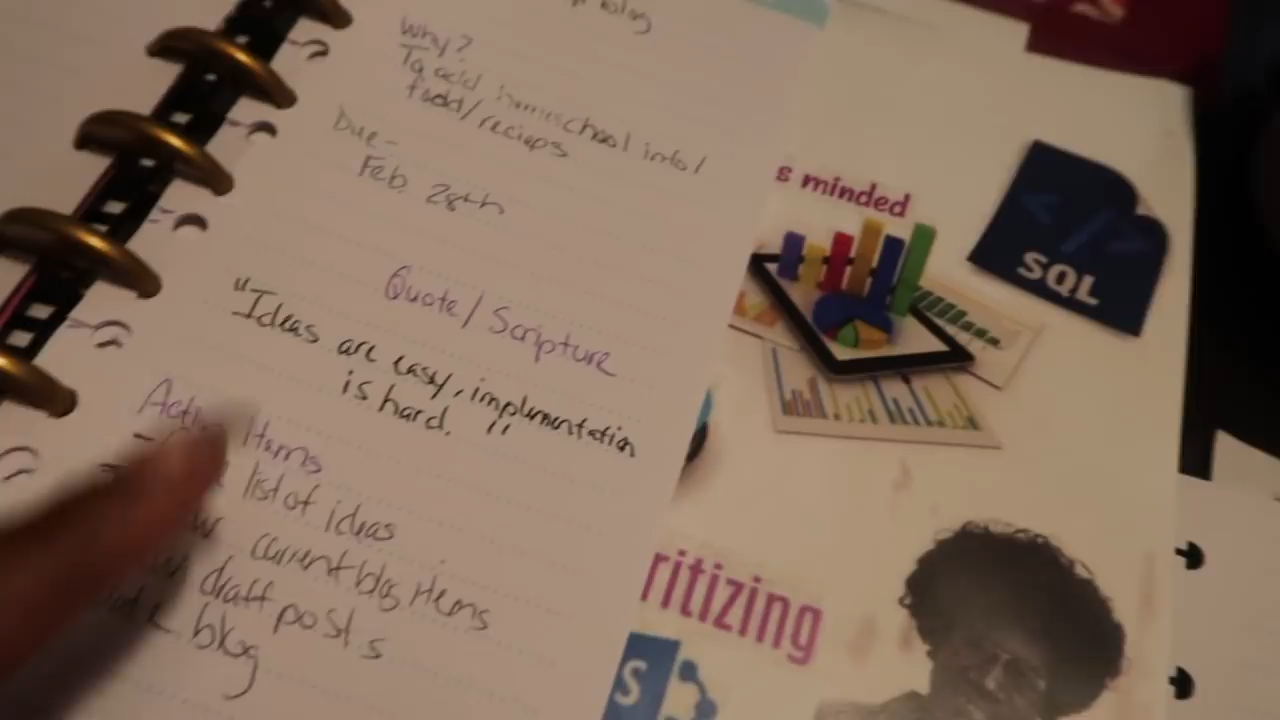 blog
Why?
To add homeschool info/
food/recieps
Due-
Feb. 28th
Quote/ Scripture
"Ideas are easy, implementation
is hard."
Items
list of ideas
current blog items
draft posts
blog
s minded
</>
SQL
ritizing
S